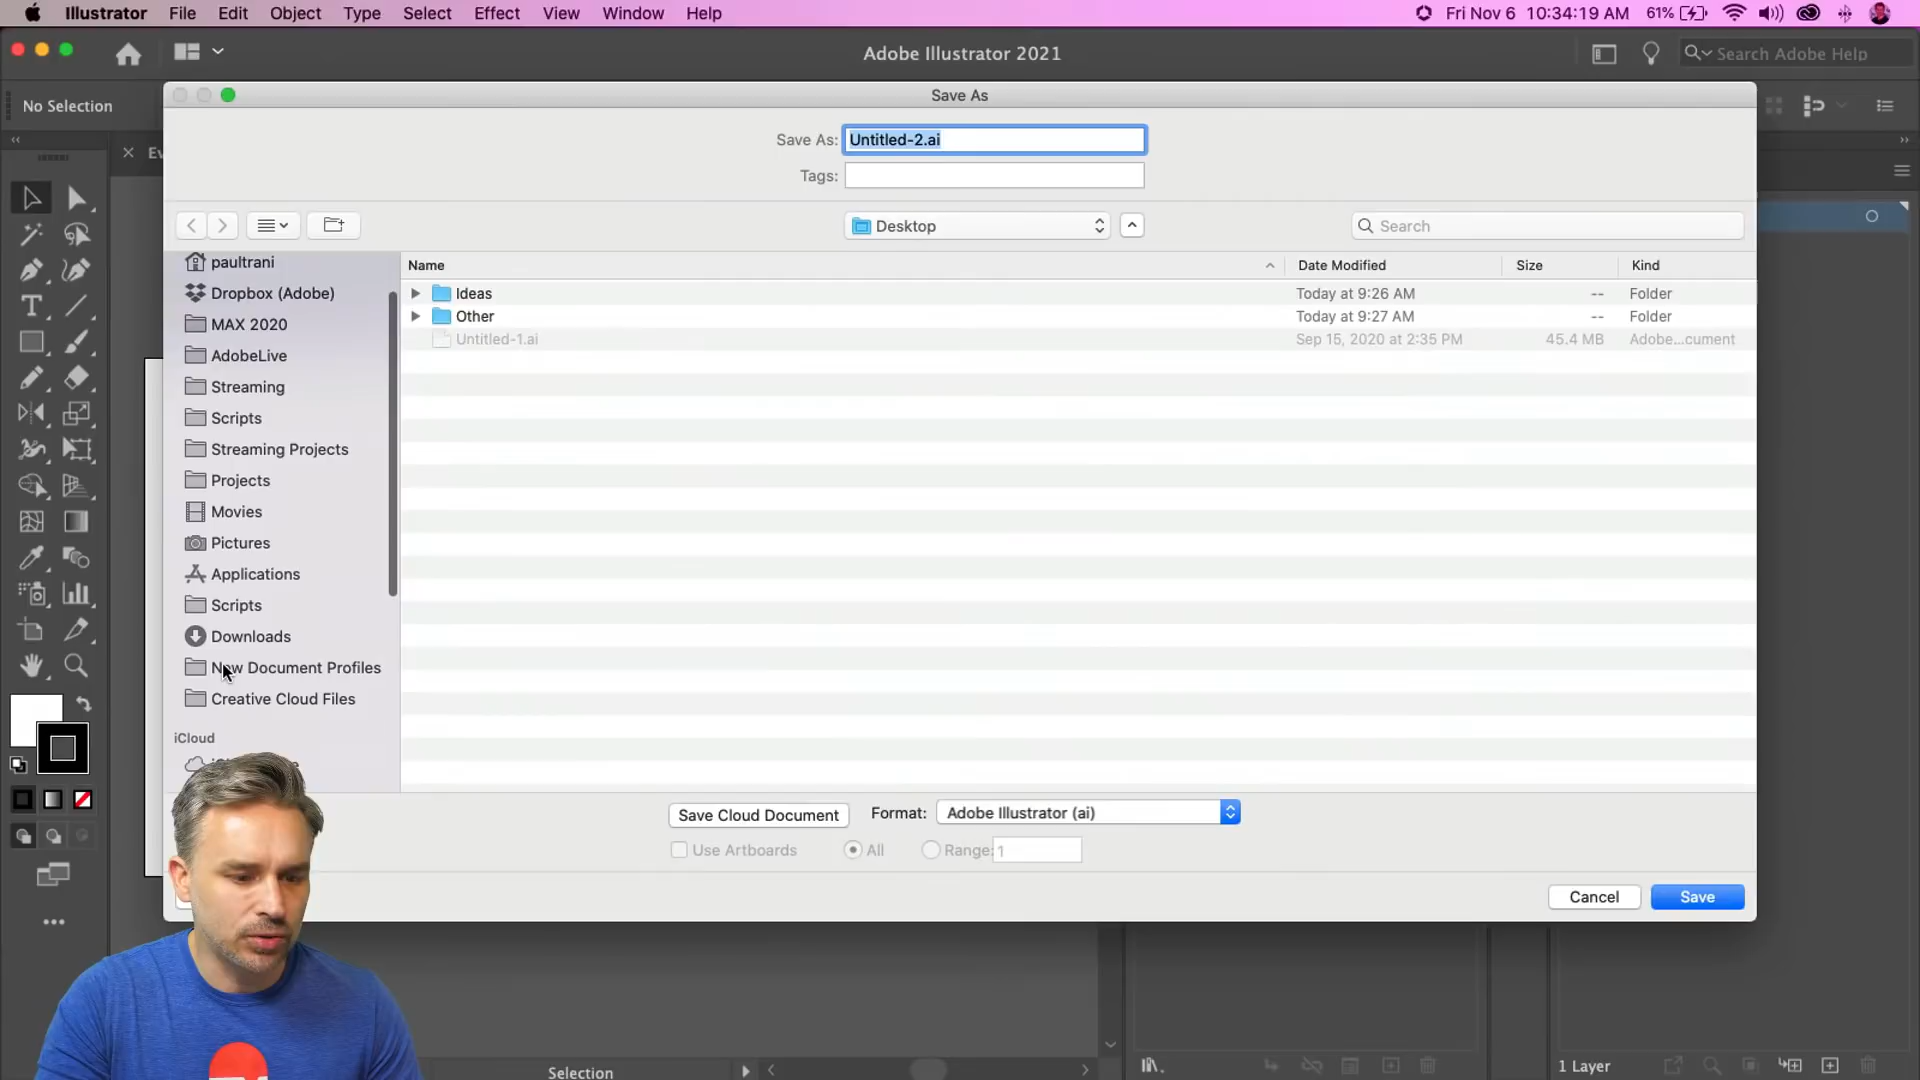 Illustrator File Edit Object Type Select Effect View Window Help
Fri Nov 6 10:34:19 AM 61%
Adobe Illustrator 2021
Search Adobe Help
No Selection
Save As
Save As: Untitled-2.ai
Tags:
Desktop
Search
paultrani
Dropbox (Adobe)
MAX 2020
AdobeLive
Streaming
Scripts
Streaming Projects
Projects
Movies
Pictures
Applications
Scripts
Downloads
New Document Profiles
Creative Cloud Files
iCloud
Name Date Modified Size Kind
Ideas Today at 9:26 AM -- Folder
Other Today at 9:27 AM -- Folder
Untitled-1.ai Sep 15, 2020 at 2:35 PM 45.4 MB Adobe...cument
Save Cloud Document Format: Adobe Illustrator (ai)
Use Artboards All Range: 1
Cancel Save
Selection
1 Layer